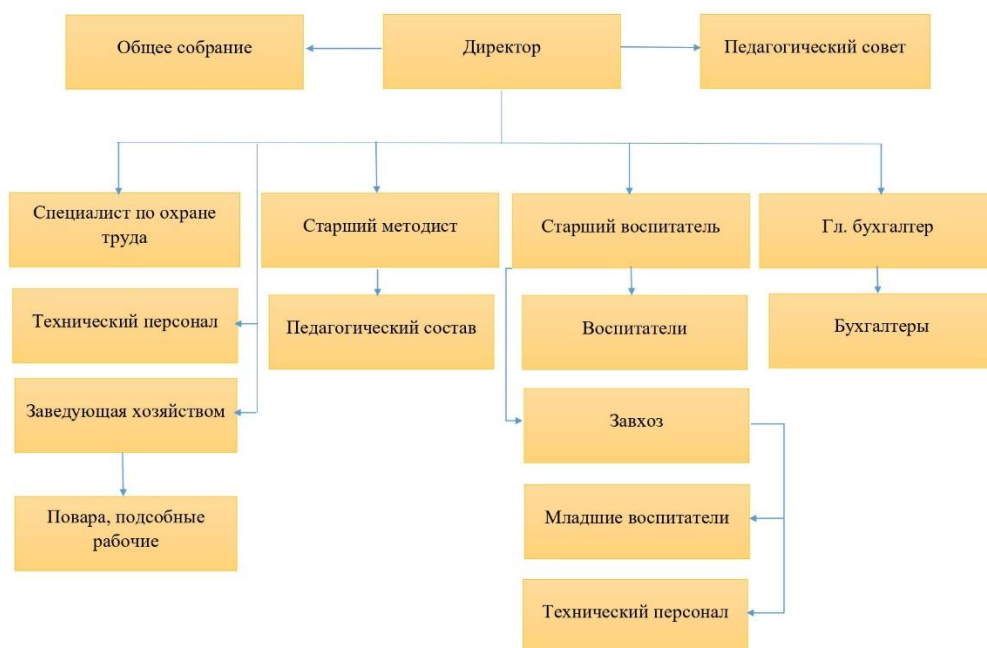 Общее собрание
Директор
Педагогический совет
Специалист по охране
труда
Старший методист
Старший воспитатель
Гл. бухгалтер
Технический персонал
Педагогический состав
Воспитатели
Бухгалтеры
Заведующая хозяйством
Завхоз
Повара, подсобные
рабочие
Младшие воспитатели
Технический персонал